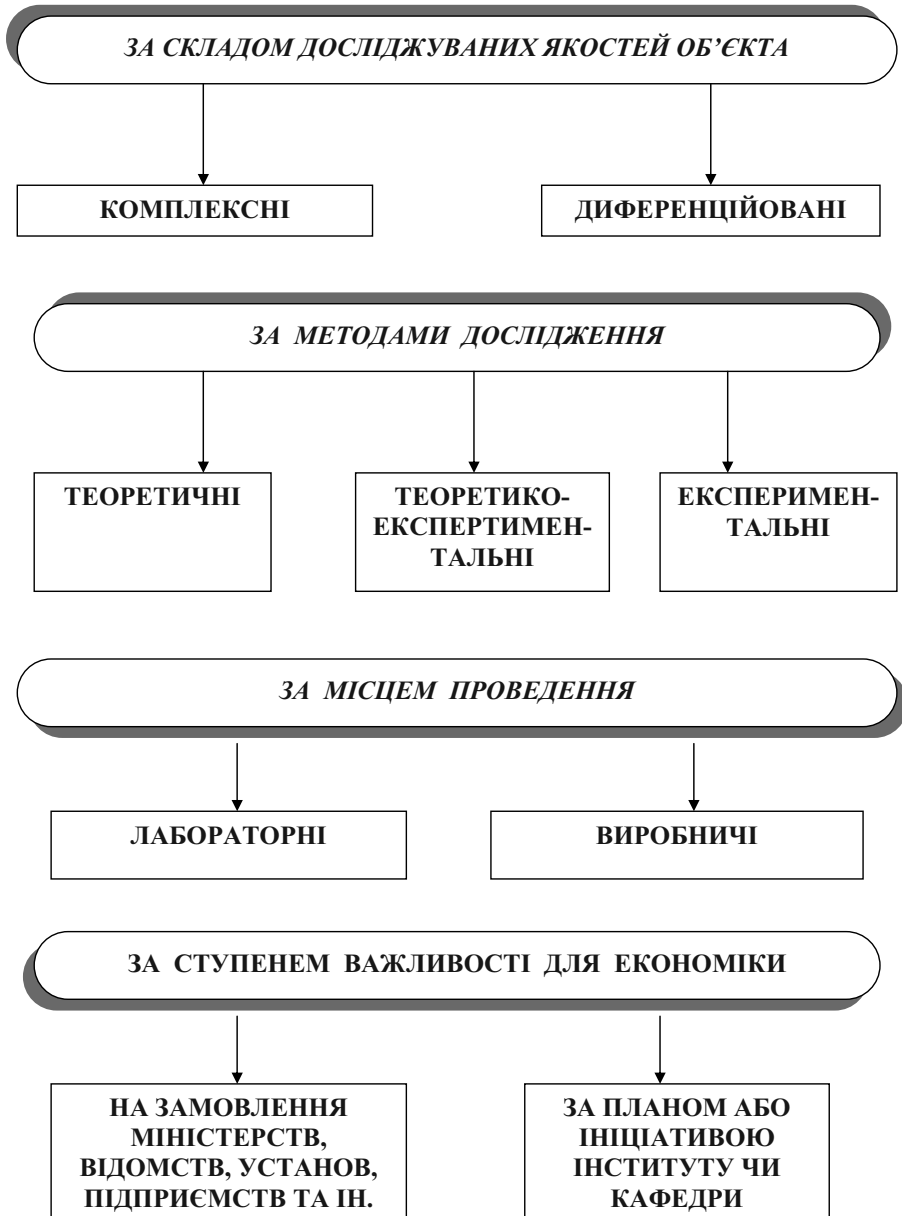 ЗА СКЛАДОМ ДОСЛІДЖУВАНИХ ЯКОСТЕЙ ОБ’ЄКТА
КОМПЛЕКСНІ
ДИФЕРЕНЦІЙОВАНІ
ЗА МЕТОДАМИ ДОСЛІДЖЕННЯ
ТЕОРЕТИЧНІ
ТЕОРЕТИКО-
ЕКСПЕРТИМЕН-
ТАЛЬНІ
ЕКСПЕРИМЕН-
ТАЛЬНІ
ЗА МІСЦЕМ ПРОВЕДЕННЯ
ЛАБОРАТОРНІ
ВИРОБНИЧІ
ЗА СТУПЕНЕМ ВАЖЛИВОСТІ ДЛЯ ЕКОНОМІКИ
НА ЗАМОВЛЕННЯ
МІНІСТЕРСТВ,
ВІДОМСТВ, УСТАНОВ,
ПІДПРИЄМСТВ ТА ІН.
ЗА ПЛАНОМ АБО
ІНІЦІАТИВОЮ
ІНСТИТУТУ ЧИ
КАФЕДРИ